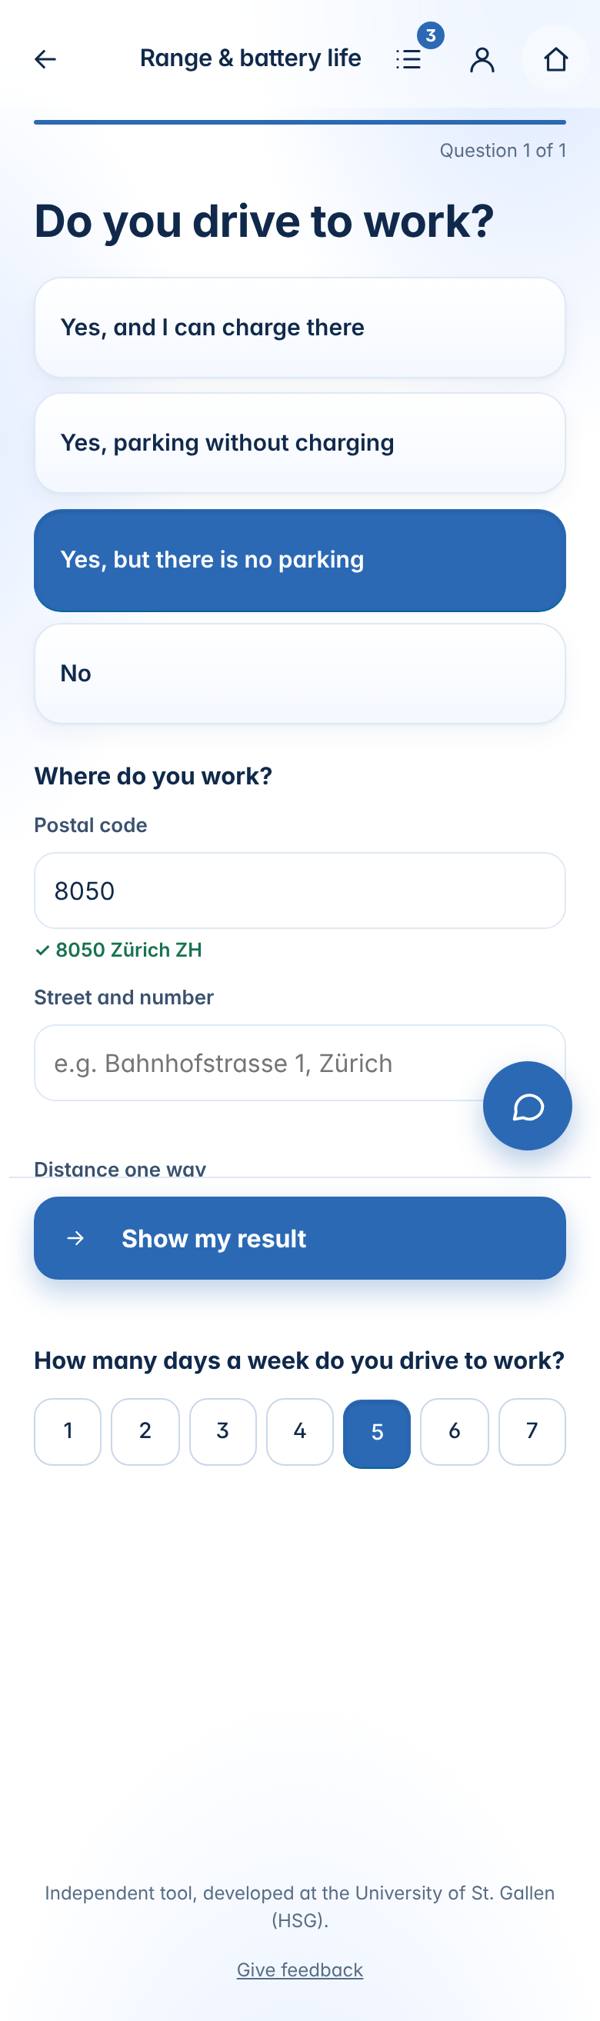 Range & battery life
3
Question 1 of 1
Do you drive to work?
Yes, and I can charge there
Yes, parking without charging
Yes, but there is no parking
No
Where do you work?
Postal code
8050
✓ 8050 Zürich ZH
Street and number
e.g. Bahnhofstrasse 1, Zürich
Distance one way
Show my result
How many days a week do you drive to work?
1 2 3 4 5 6 7
Independent tool, developed at the University of St. Gallen
(HSG).
Give feedback